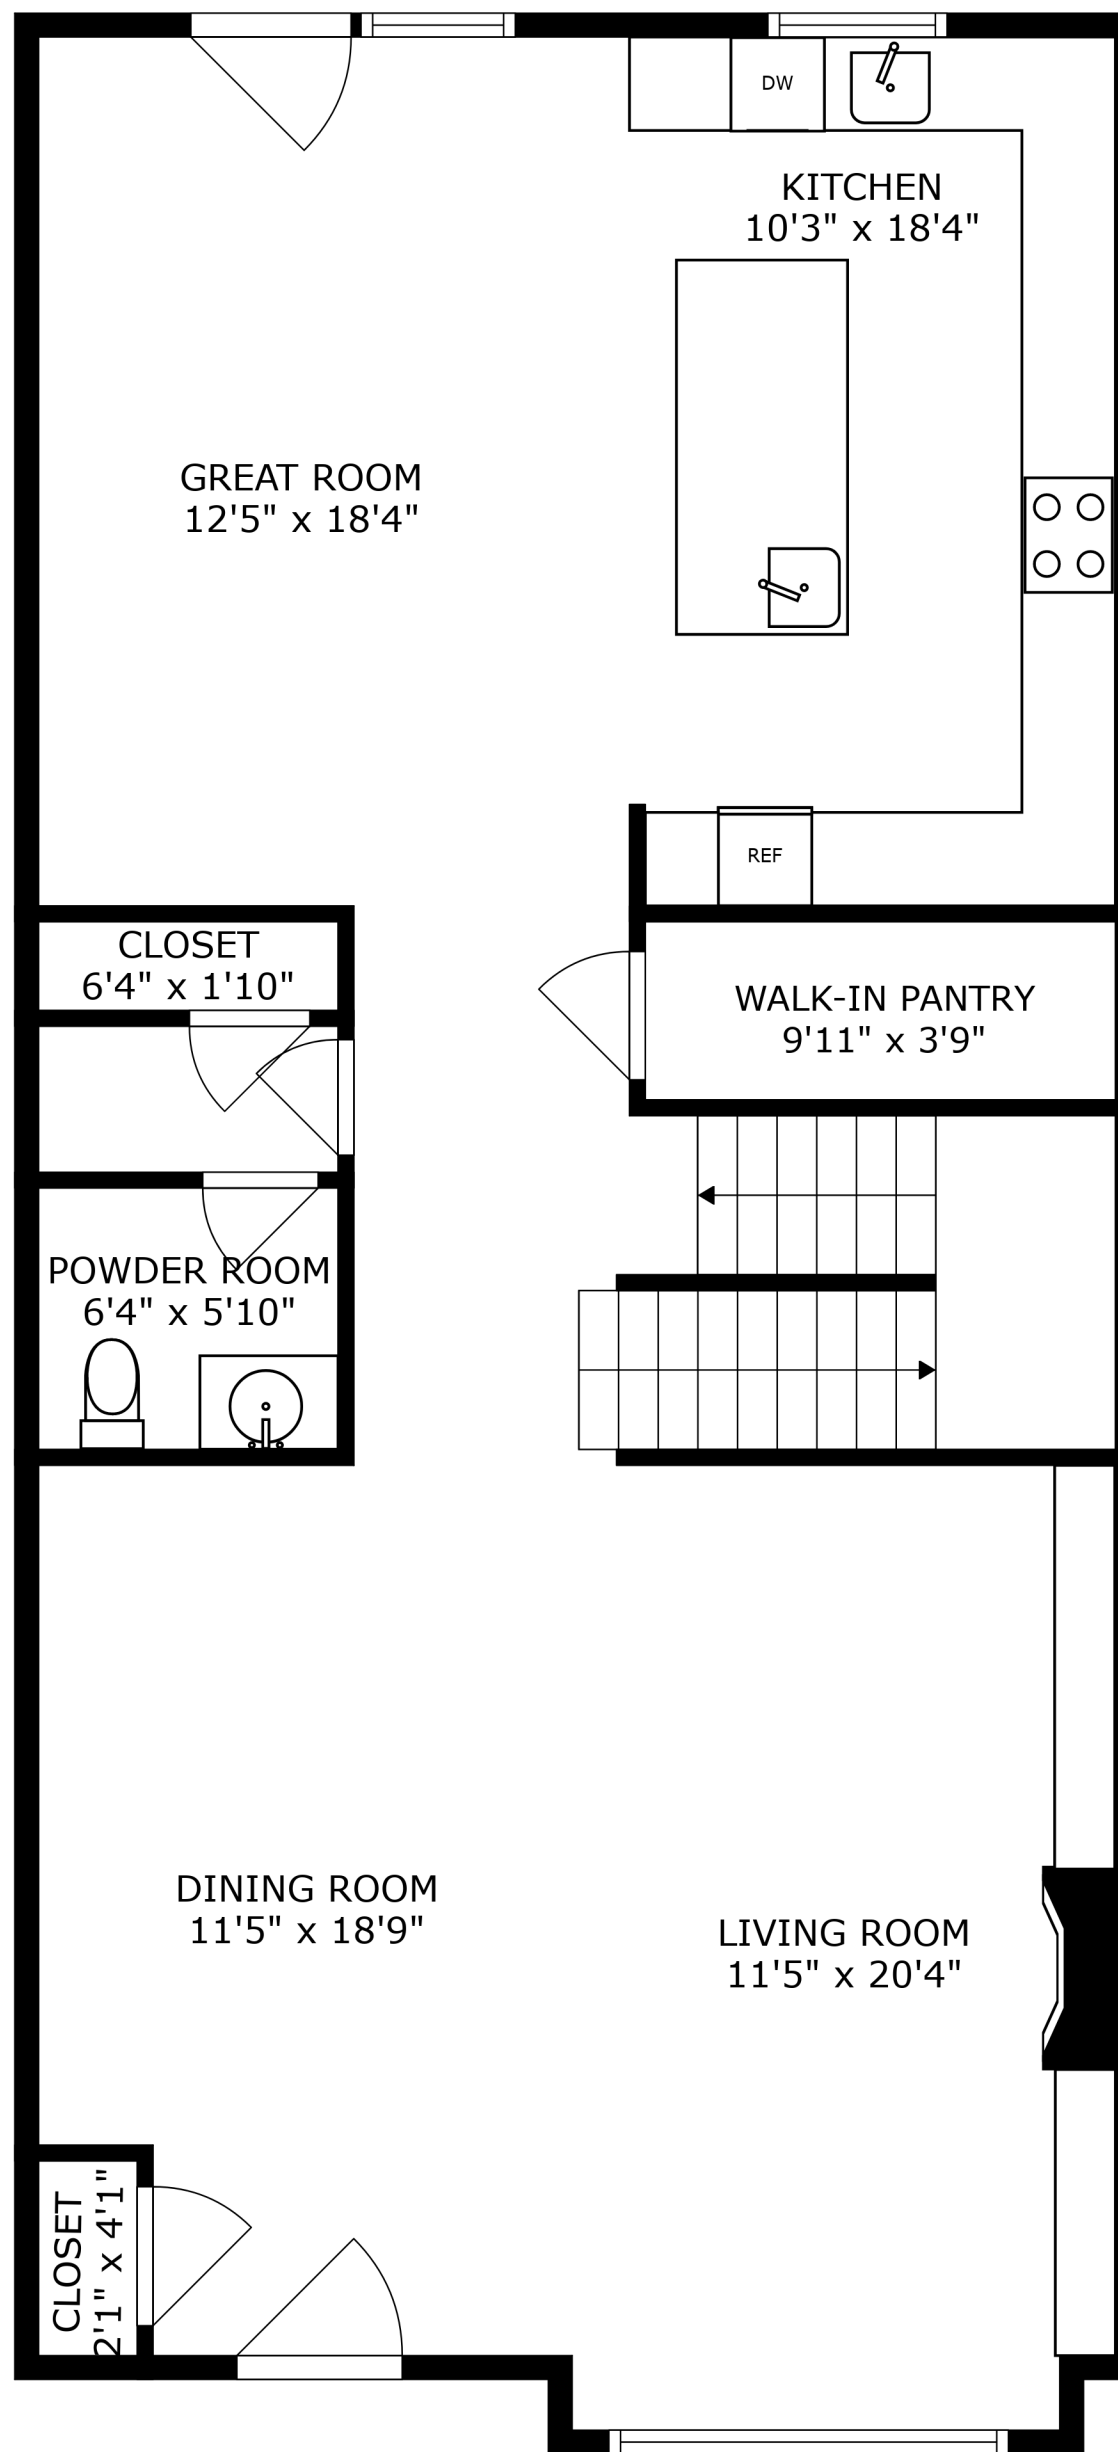 DW
KITCHEN
10'3" x 18'4"
GREAT ROOM
12'5" x 18'4"
REF
CLOSET
6'4" x 1'10"
WALK-IN PANTRY
9'11" x 3'9"
POWDER ROOM
6'4" x 5'10"
DINING ROOM
11'5" x 18'9"
LIVING ROOM
11'5" x 20'4"
CLOSET
2'1" x 4'1"